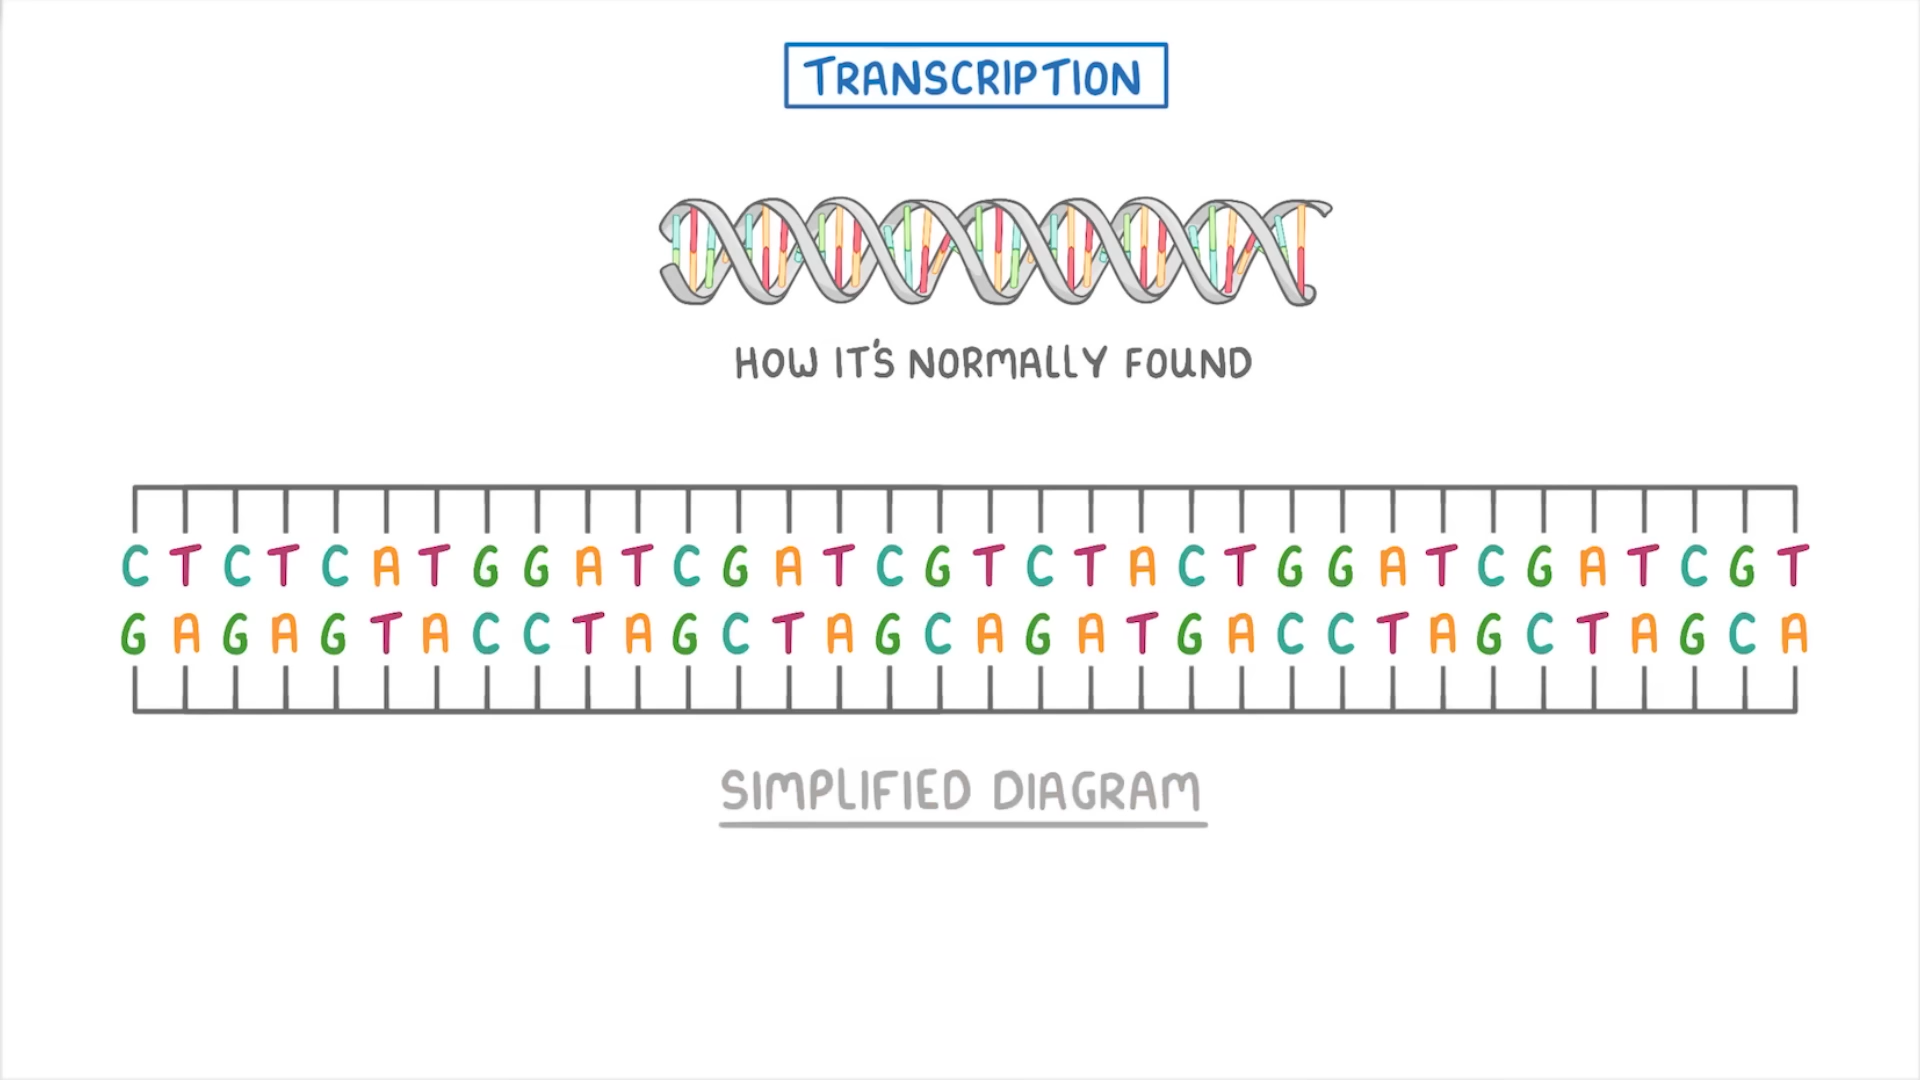 TRANSCRIPTION
HOW IT'S NORMALLY FOUND
C T C T C A T G G A T C G A T C G T C T A C T G G A T C G A T C G T
G A G A G T A C C T A G C T A G C A G A T G A C C T A G C T A G C A
SIMPLIFIED DIAGRAM